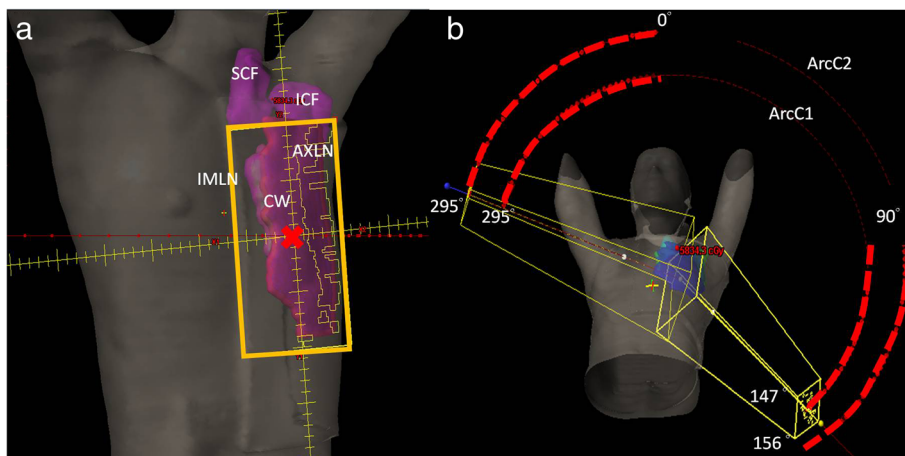 a
SCF
ICF
AXLN
IMLN
CW
b
0°
ArcC2
ArcC1
295°
295°
90°
147°
156°